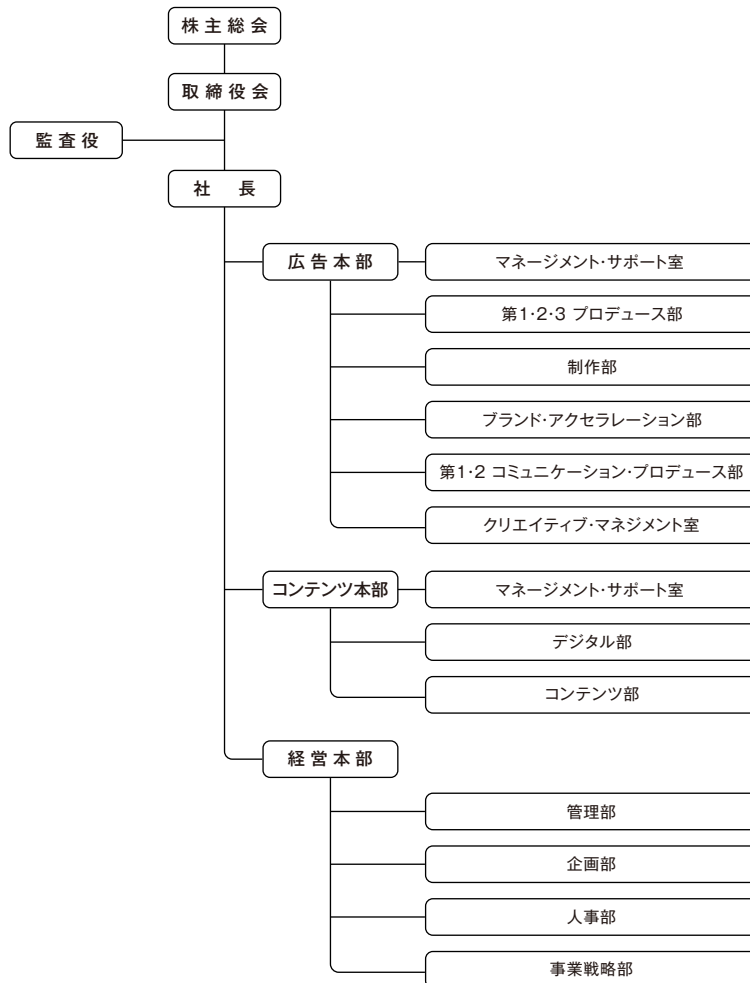 株主総会
取締役会
監査役
社 長
広告本部
マネージメント・サポート室
第1・2・3 プロデュース部
制作部
ブランド・アクセラレーション部
第1・2 コミュニケーション・プロデュース部
クリエイティブ・マネジメント室
コンテンツ本部
マネージメント・サポート室
デジタル部
コンテンツ部
経営本部
管理部
企画部
人事部
事業戦略部